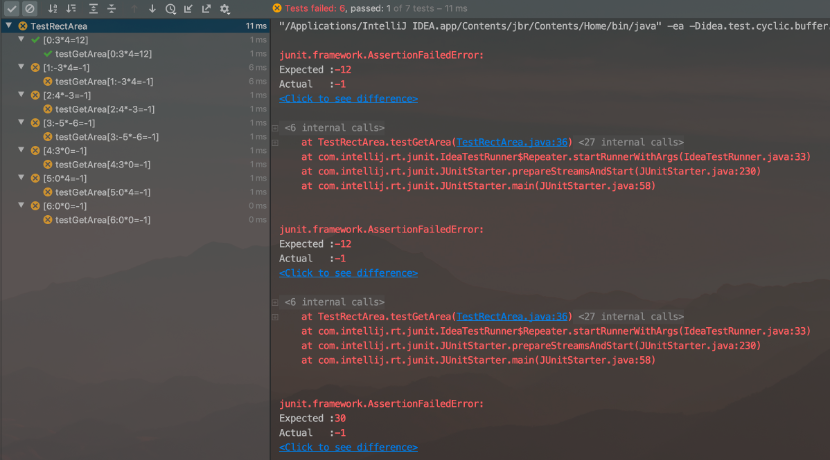 Tests failed: 6, passed: 1 of 7 tests – 11 ms
TestRectArea 11 ms
[0:3*4=12] 1 ms
testGetArea[0:3*4=12] 1 ms
[1:-3*4=-1] 6 ms
testGetArea[1:-3*4=-1] 6 ms
[2:4*-3=-1] 1 ms
testGetArea[2:4*-3=-1] 1 ms
[3:-5*-6=-1] 1 ms
testGetArea[3:-5*-6=-1] 1 ms
[4:3*0=-1] 1 ms
testGetArea[4:3*0=-1] 1 ms
[5:0*4=-1] 1 ms
testGetArea[5:0*4=-1] 1 ms
[6:0*0=-1] 0 ms
testGetArea[6:0*0=-1] 0 ms
"/Applications/IntelliJ IDEA.app/Contents/jbr/Contents/Home/bin/java" -ea -Didea.test.cyclic.buffer.
junit.framework.AssertionFailedError:
Expected :-12
Actual   :-1
<Click to see difference>
<6 internal calls>
at TestRectArea.testGetArea(TestRectArea.java:36) <27 internal calls>
at com.intellij.rt.junit.IdeaTestRunner$Repeater.startRunnerWithArgs(IdeaTestRunner.java:33)
at com.intellij.rt.junit.JUnitStarter.prepareStreamsAndStart(JUnitStarter.java:230)
at com.intellij.rt.junit.JUnitStarter.main(JUnitStarter.java:58)
junit.framework.AssertionFailedError:
Expected :-12
Actual   :-1
<Click to see difference>
<6 internal calls>
at TestRectArea.testGetArea(TestRectArea.java:36) <27 internal calls>
at com.intellij.rt.junit.IdeaTestRunner$Repeater.startRunnerWithArgs(IdeaTestRunner.java:33)
at com.intellij.rt.junit.JUnitStarter.prepareStreamsAndStart(JUnitStarter.java:230)
at com.intellij.rt.junit.JUnitStarter.main(JUnitStarter.java:58)
junit.framework.AssertionFailedError:
Expected :30
Actual   :-1
<Click to see difference>